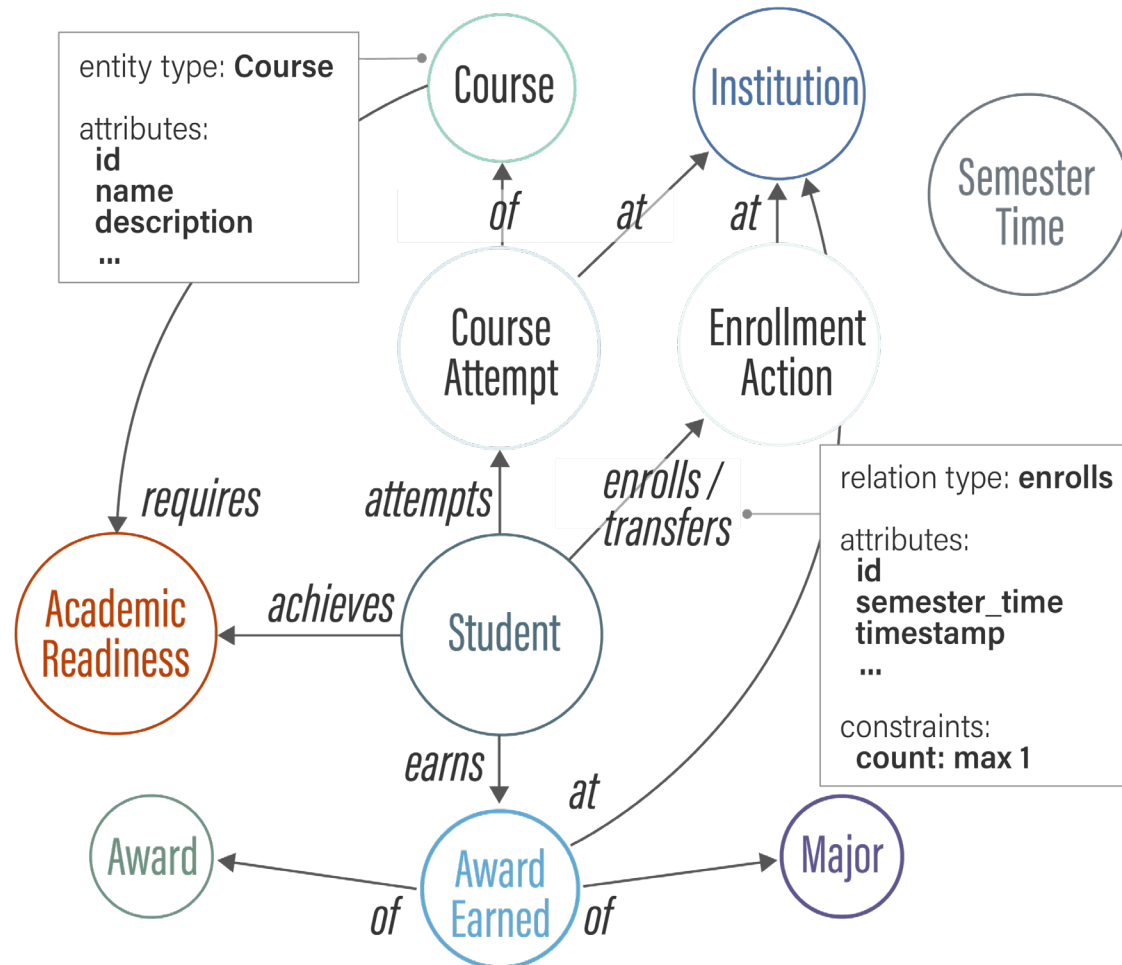 entity type: Course
attributes:
id
name
description
...
Course
Institution
Semester
Time
of
at
at
Course
Attempt
Enrollment
Action
requires
attempts
enrolls /
transfers
relation type: enrolls
attributes:
id
semester_time
timestamp
...
constraints:
count: max 1
Academic
Readiness
achieves
Student
earns
at
Award
of
Award
Earned
of
Major